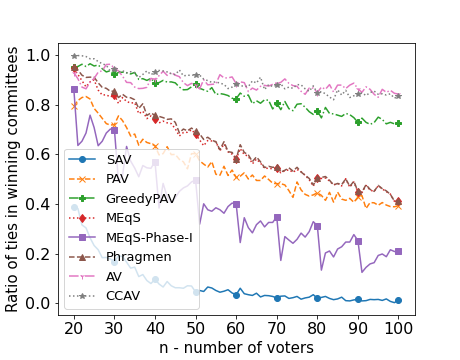 Ratio of ties in winning committees
1.0
0.8
0.6
0.4
0.2
0.0
SAV
PAV
GreedyPAV
MEqS
MEqS-Phase-I
Phragmen
AV
CCAV
20 30 40 50 60 70 80 90 100
n - number of voters